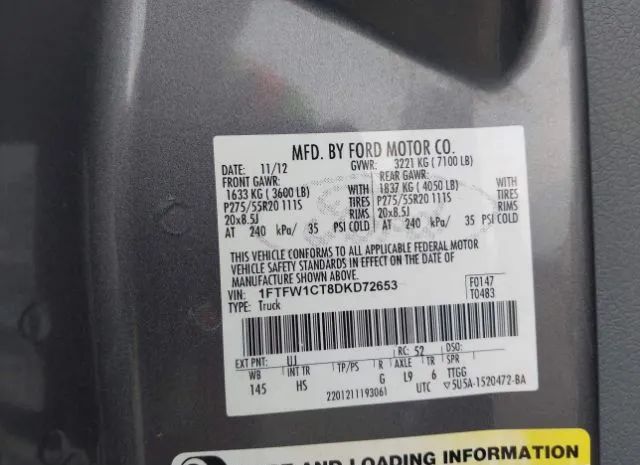 MFD. BY FORD MOTOR CO.
DATE: 11/12 GVWR: 3221 KG ( 7100 LB)
FRONT GAWR: REAR GAWR:
1633 KG ( 3600 LB) WITH 1837 KG ( 4050 LB) WITH
P275/55R20 111S TIRES P275/55R20 111S TIRES
20x8.5J RIMS 20x8.5J RIMS
AT 240 kPa/ 35 PSI COLD AT 240 kPa/ 35 PSI COLD
THIS VEHICLE CONFORMS TO ALL APPLICABLE FEDERAL MOTOR
VEHICLE SAFETY STANDARDS IN EFFECT ON THE DATE OF
MANUFACTURE SHOWN ABOVE.
VIN: 1FTFW1CT8DKD72653 F0147
TYPE: Truck T0483
EXT PNT: UJ RC: 52 DSO:
WB INT TR TP/PS R AXLE TR SPR
145 HS G L9 6 TTGG
2201211193061 UTC 5U5A-1520472-BA
AND LOADING INFORMATION